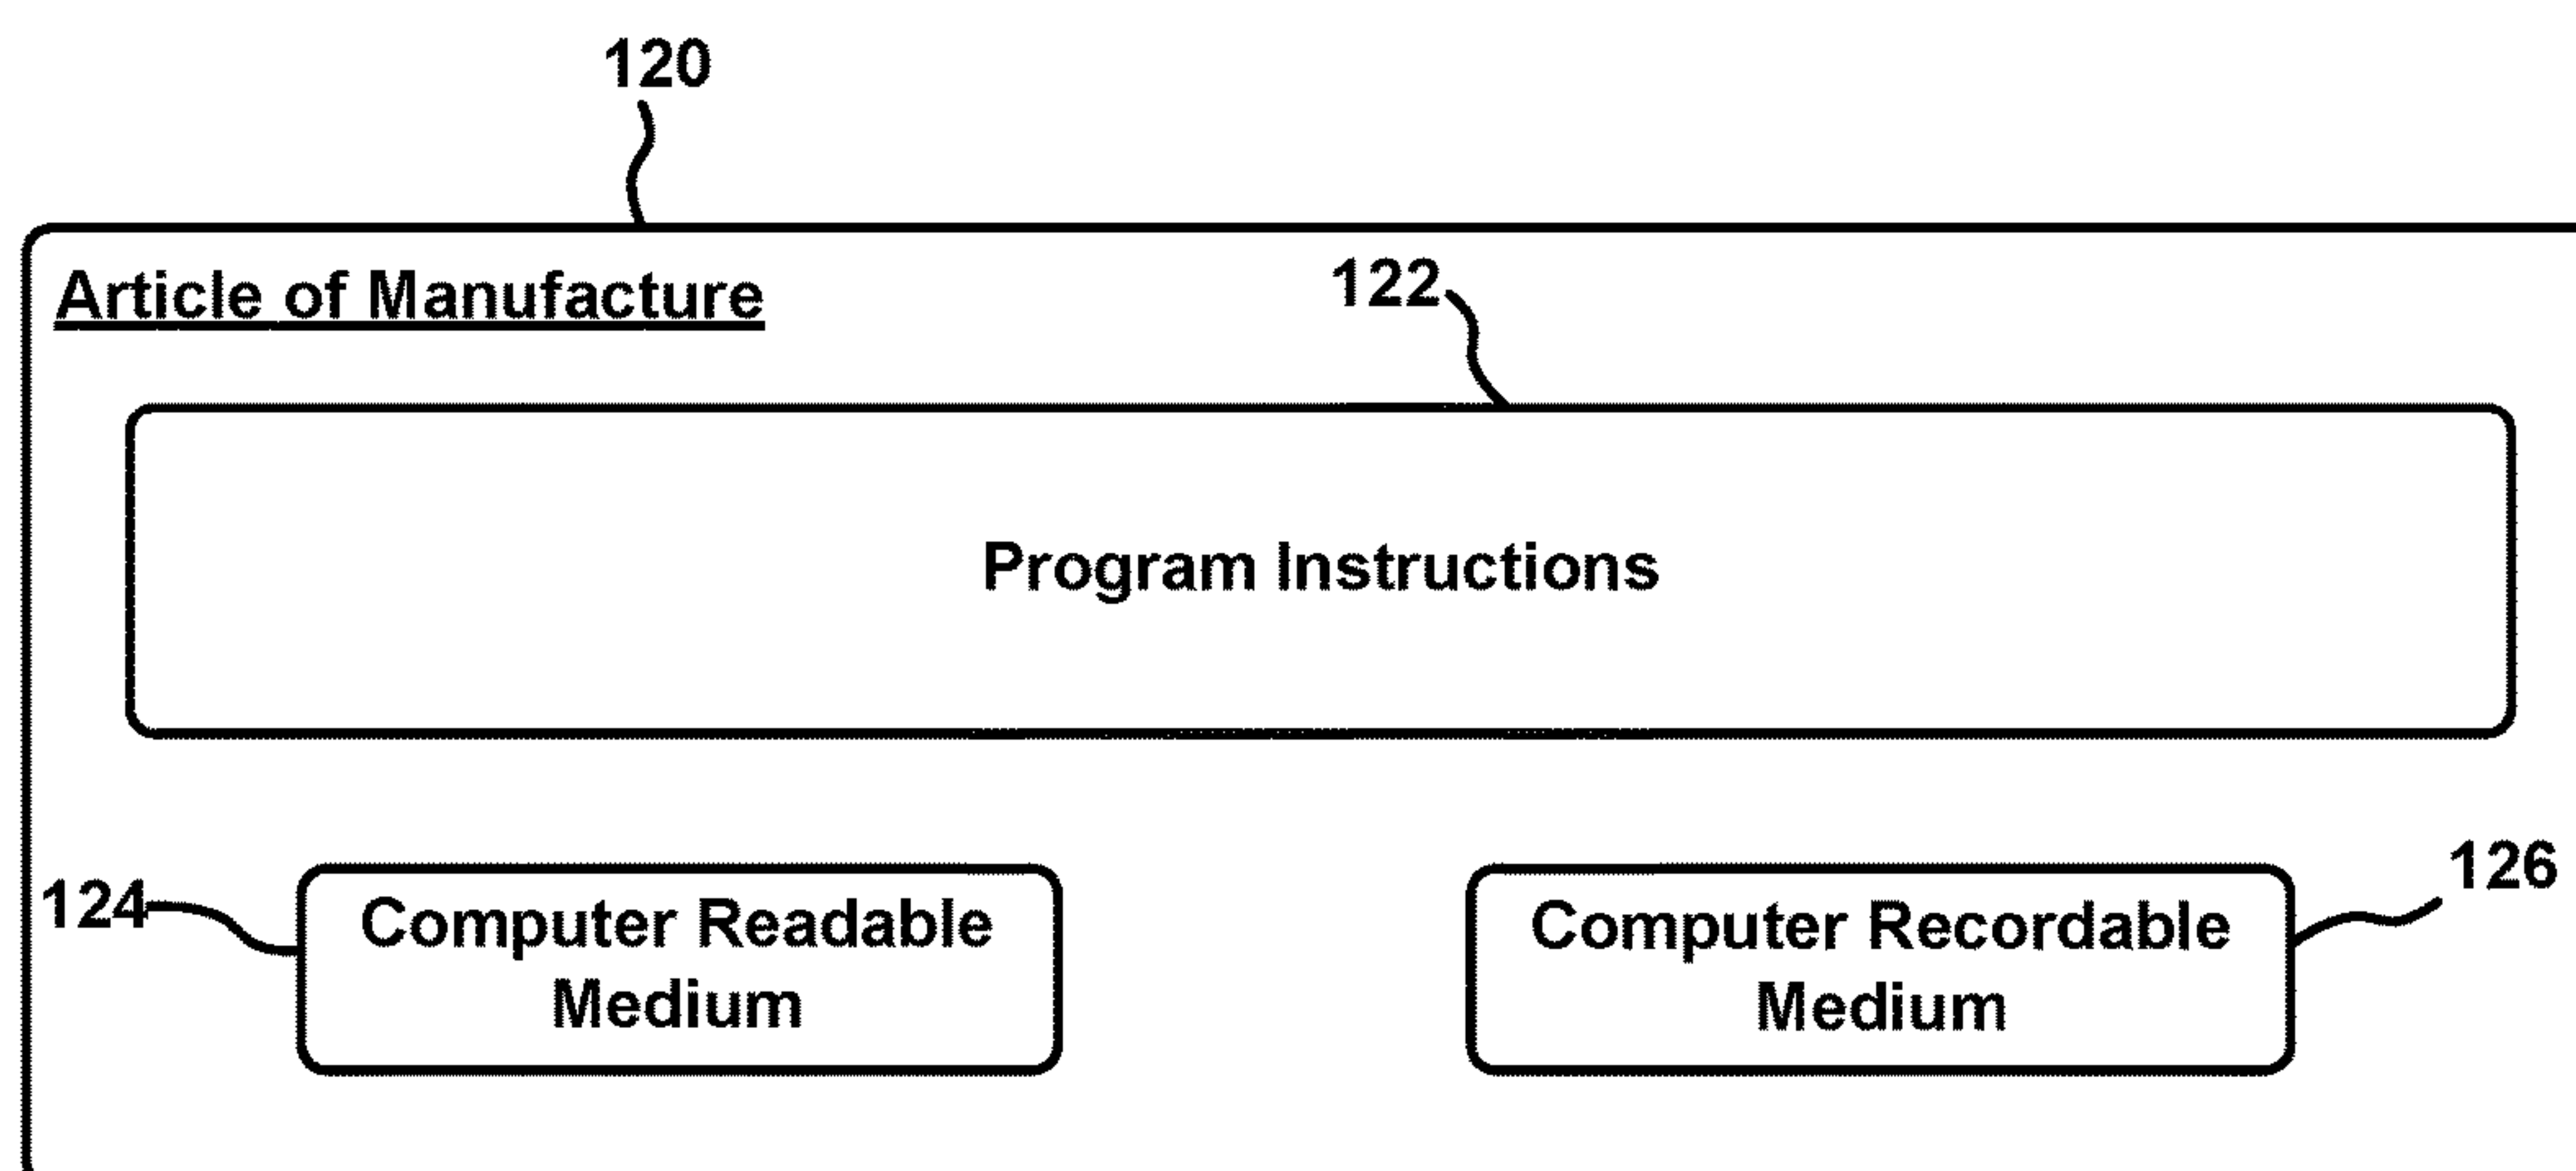 120
Article of Manufacture
122
Program Instructions
124
Computer Readable
Medium
Computer Recordable
Medium
126